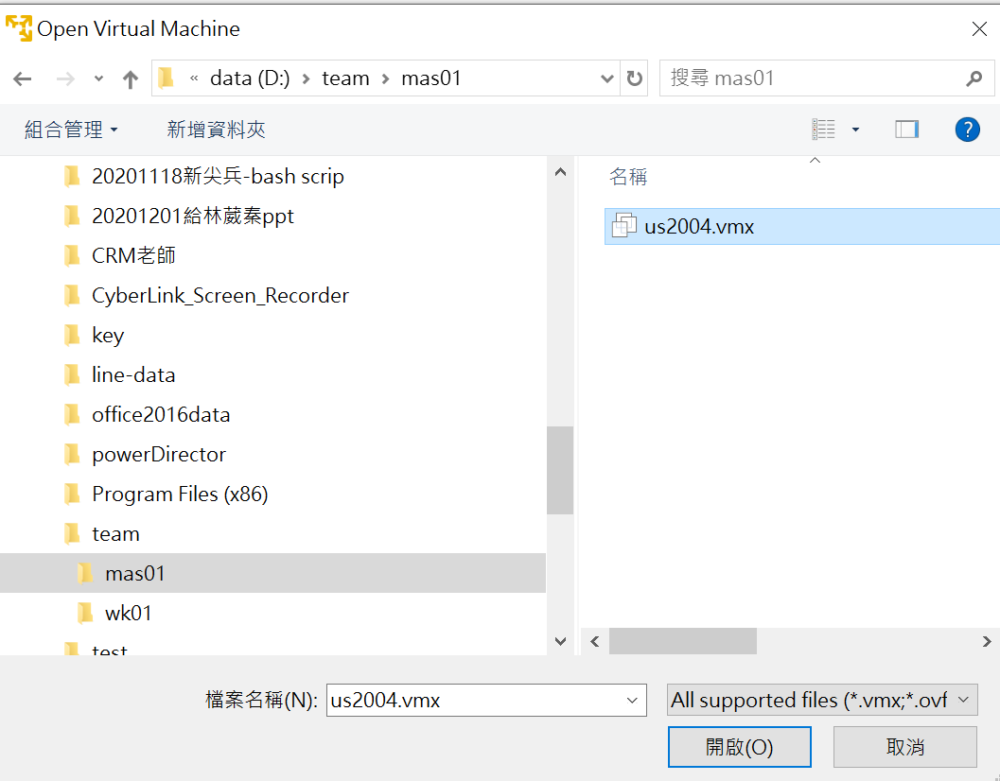 Open Virtual Machine
« data (D:) › team › mas01
搜尋 mas01
組合管理 新增資料夾
20201118新尖兵-bash scrip
20201201給林葳蓁ppt
CRM老師
CyberLink_Screen_Recorder
key
line-data
office2016data
powerDirector
Program Files (x86)
team
mas01
wk01
test
名稱
us2004.vmx
檔案名稱(N): us2004.vmx
All supported files (*.vmx;*.ovf
開啟(O) 取消